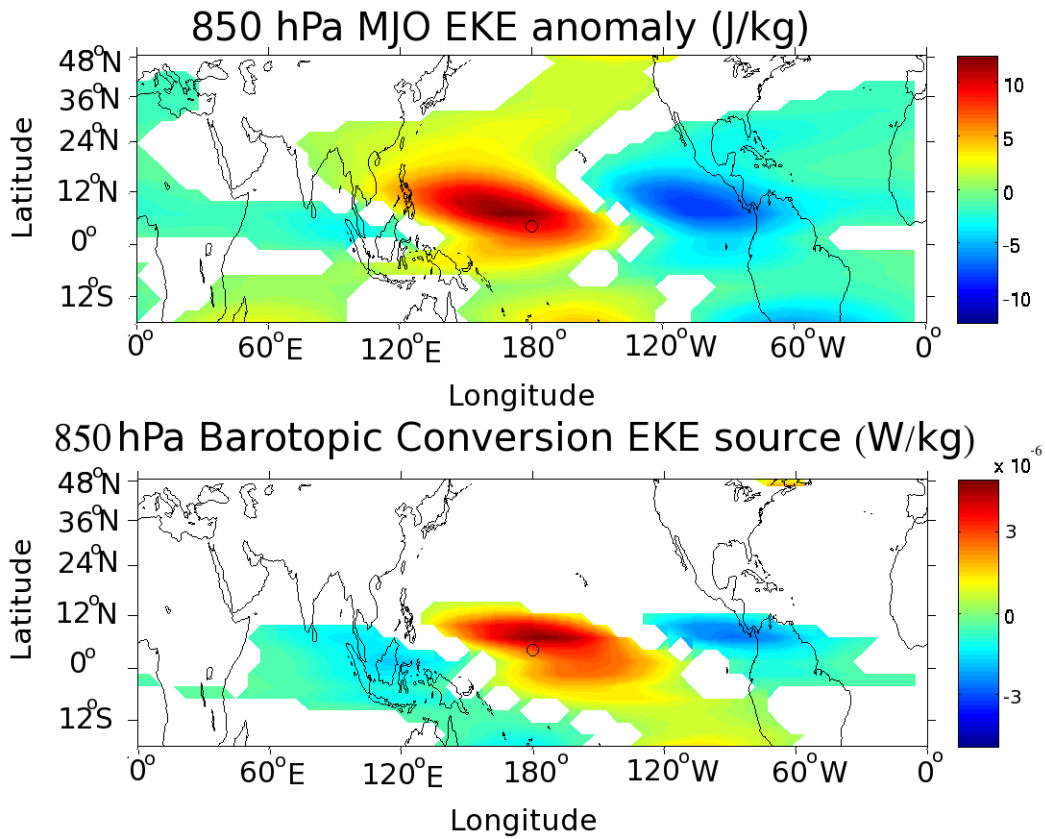 850 hPa MJO EKE anomaly (J/kg)
48°N
36°N
24°N
12°N
0°
12°S
Latitude
0°
60°E
120°E
180°
120°W
60°W
0°
Longitude
10
5
0
-5
-10
850 hPa Barotopic Conversion EKE source (W/kg)
x 10⁻⁶
48°N
36°N
24°N
12°N
0°
12°S
Latitude
0°
60°E
120°E
180°
120°W
60°W
0°
Longitude
3
0
-3